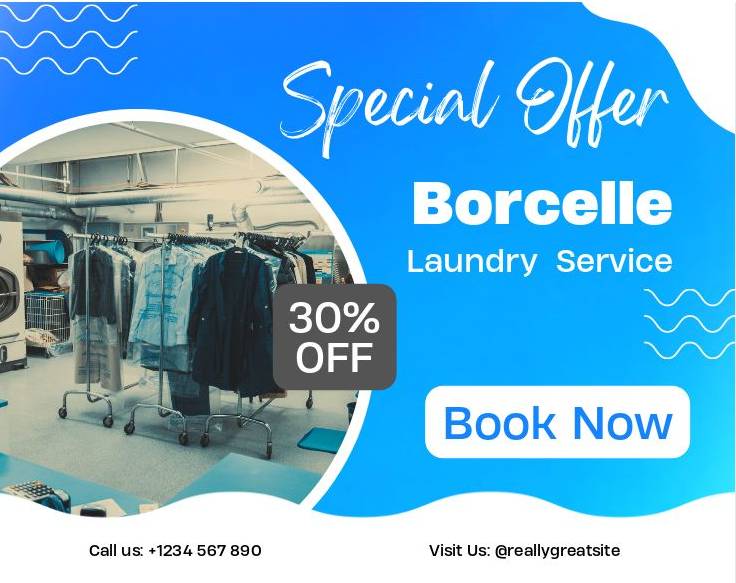 Special Offer
Borcelle
Laundry Service
30%
OFF
Book Now
Call us: +1234 567 890
Visit Us: @reallygreatsite